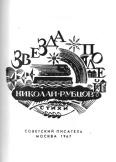 ЗВЕЗДА ПОЛЕЙ
НИКОЛАЙ РУБЦОВ
СТИХИ
СОВЕТСКИЙ ПИСАТЕЛЬ
МОСКВА 1967